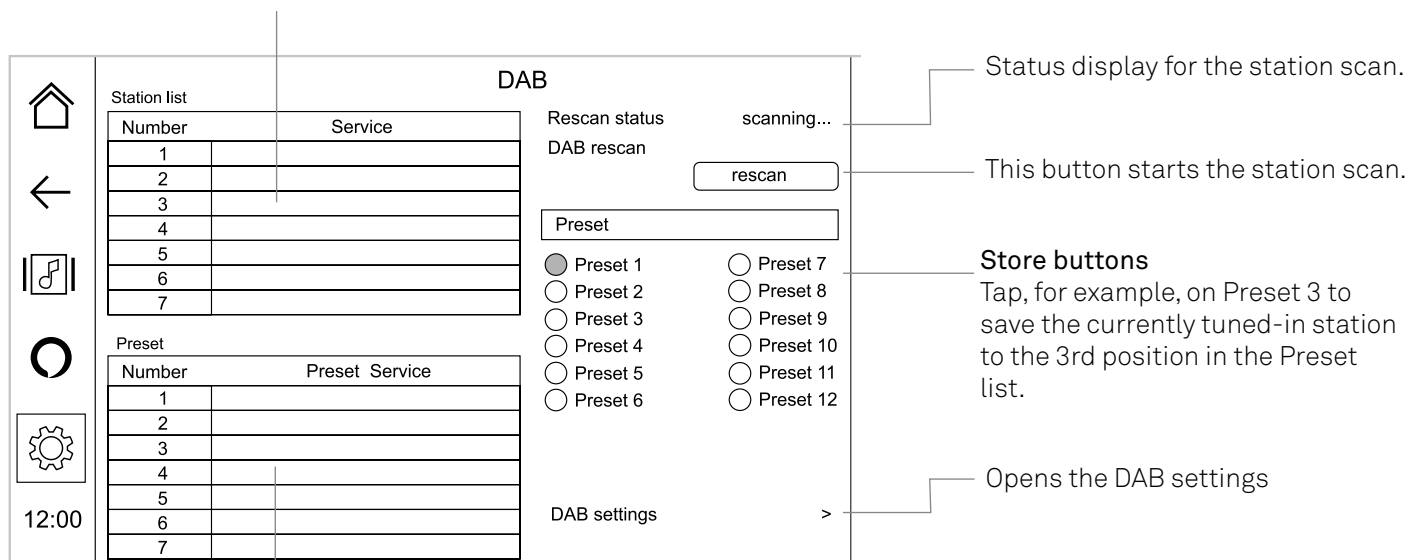 DAB
Station list
Number Service
1
2
3
4
5
6
7
Preset
Number Preset Service
1
2
3
4
5
6
7
12:00
Rescan status scanning...
DAB rescan
rescan
Preset
Preset 1 Preset 7
Preset 2 Preset 8
Preset 3 Preset 9
Preset 4 Preset 10
Preset 5 Preset 11
Preset 6 Preset 12
DAB settings >
Status display for the station scan.
This button starts the station scan.
Store buttons
Tap, for example, on Preset 3 to
save the currently tuned-in station
to the 3rd position in the Preset
list.
Opens the DAB settings